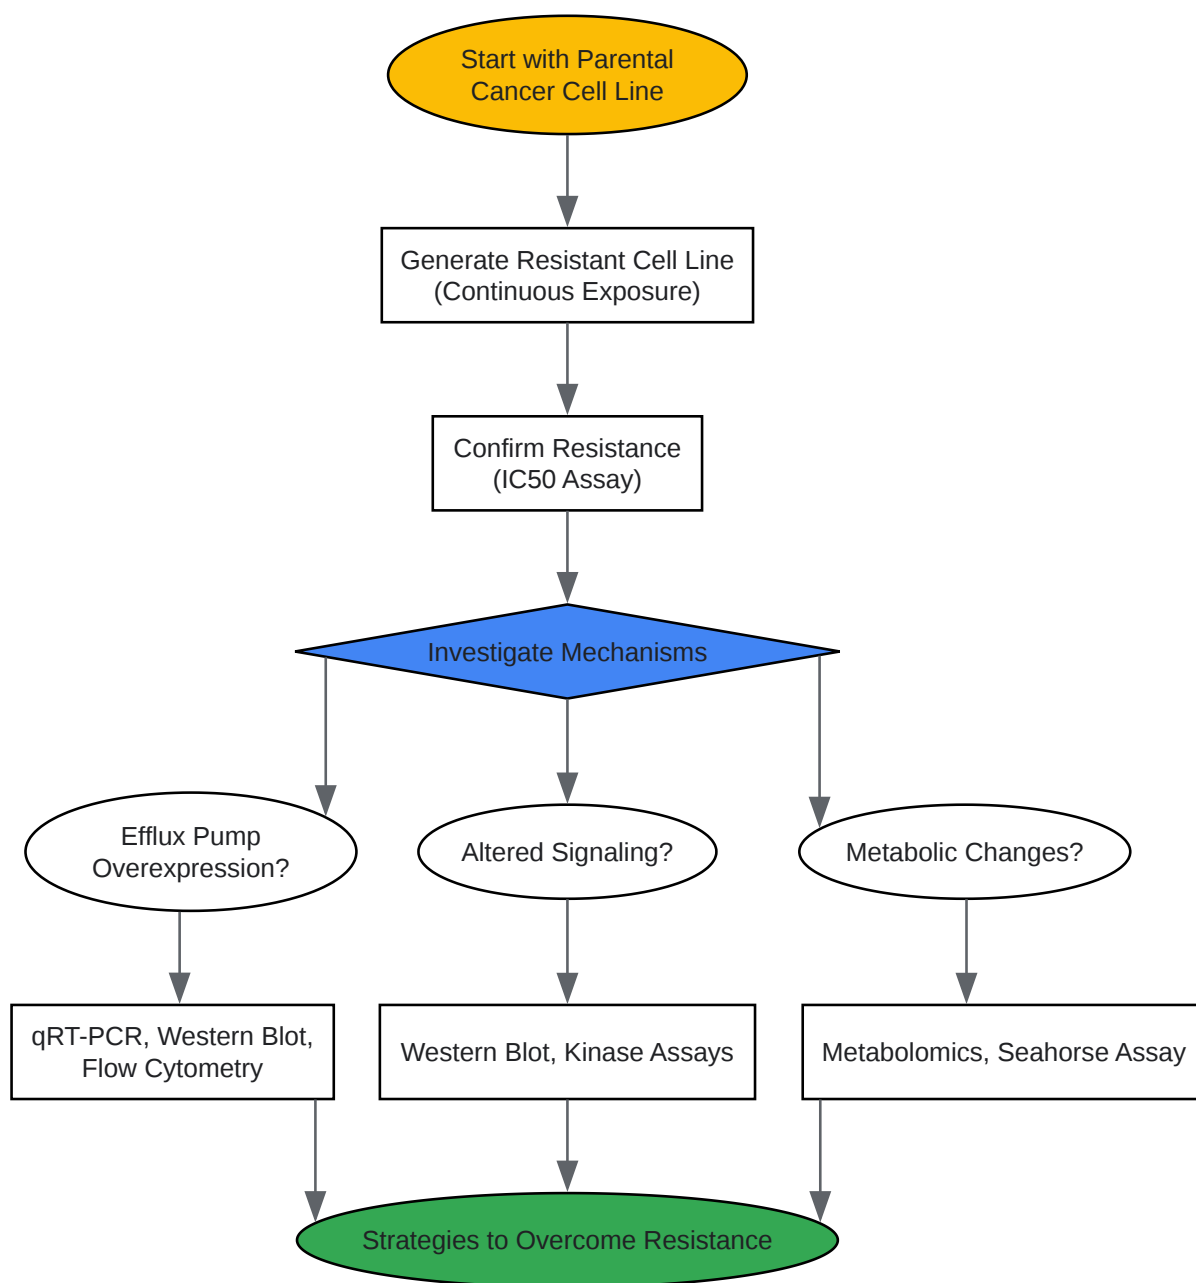 Start with Parental
Cancer Cell Line
Generate Resistant Cell Line
(Continuous Exposure)
Confirm Resistance
(IC50 Assay)
Investigate Mechanisms
Efflux Pump
Overexpression?
Altered Signaling?
Metabolic Changes?
qRT-PCR, Western Blot,
Flow Cytometry
Western Blot, Kinase Assays
Metabolomics, Seahorse Assay
Strategies to Overcome Resistance